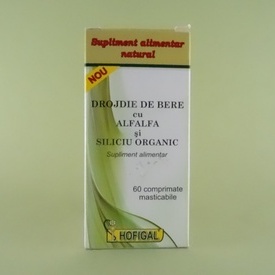 Supliment alimentar
natural
NOU
DROJDIE DE BERE
cu
ALFALFA
și
SILICIU ORGANIC
Supliment alimentar
60 comprimate
masticabile
HOFIGAL